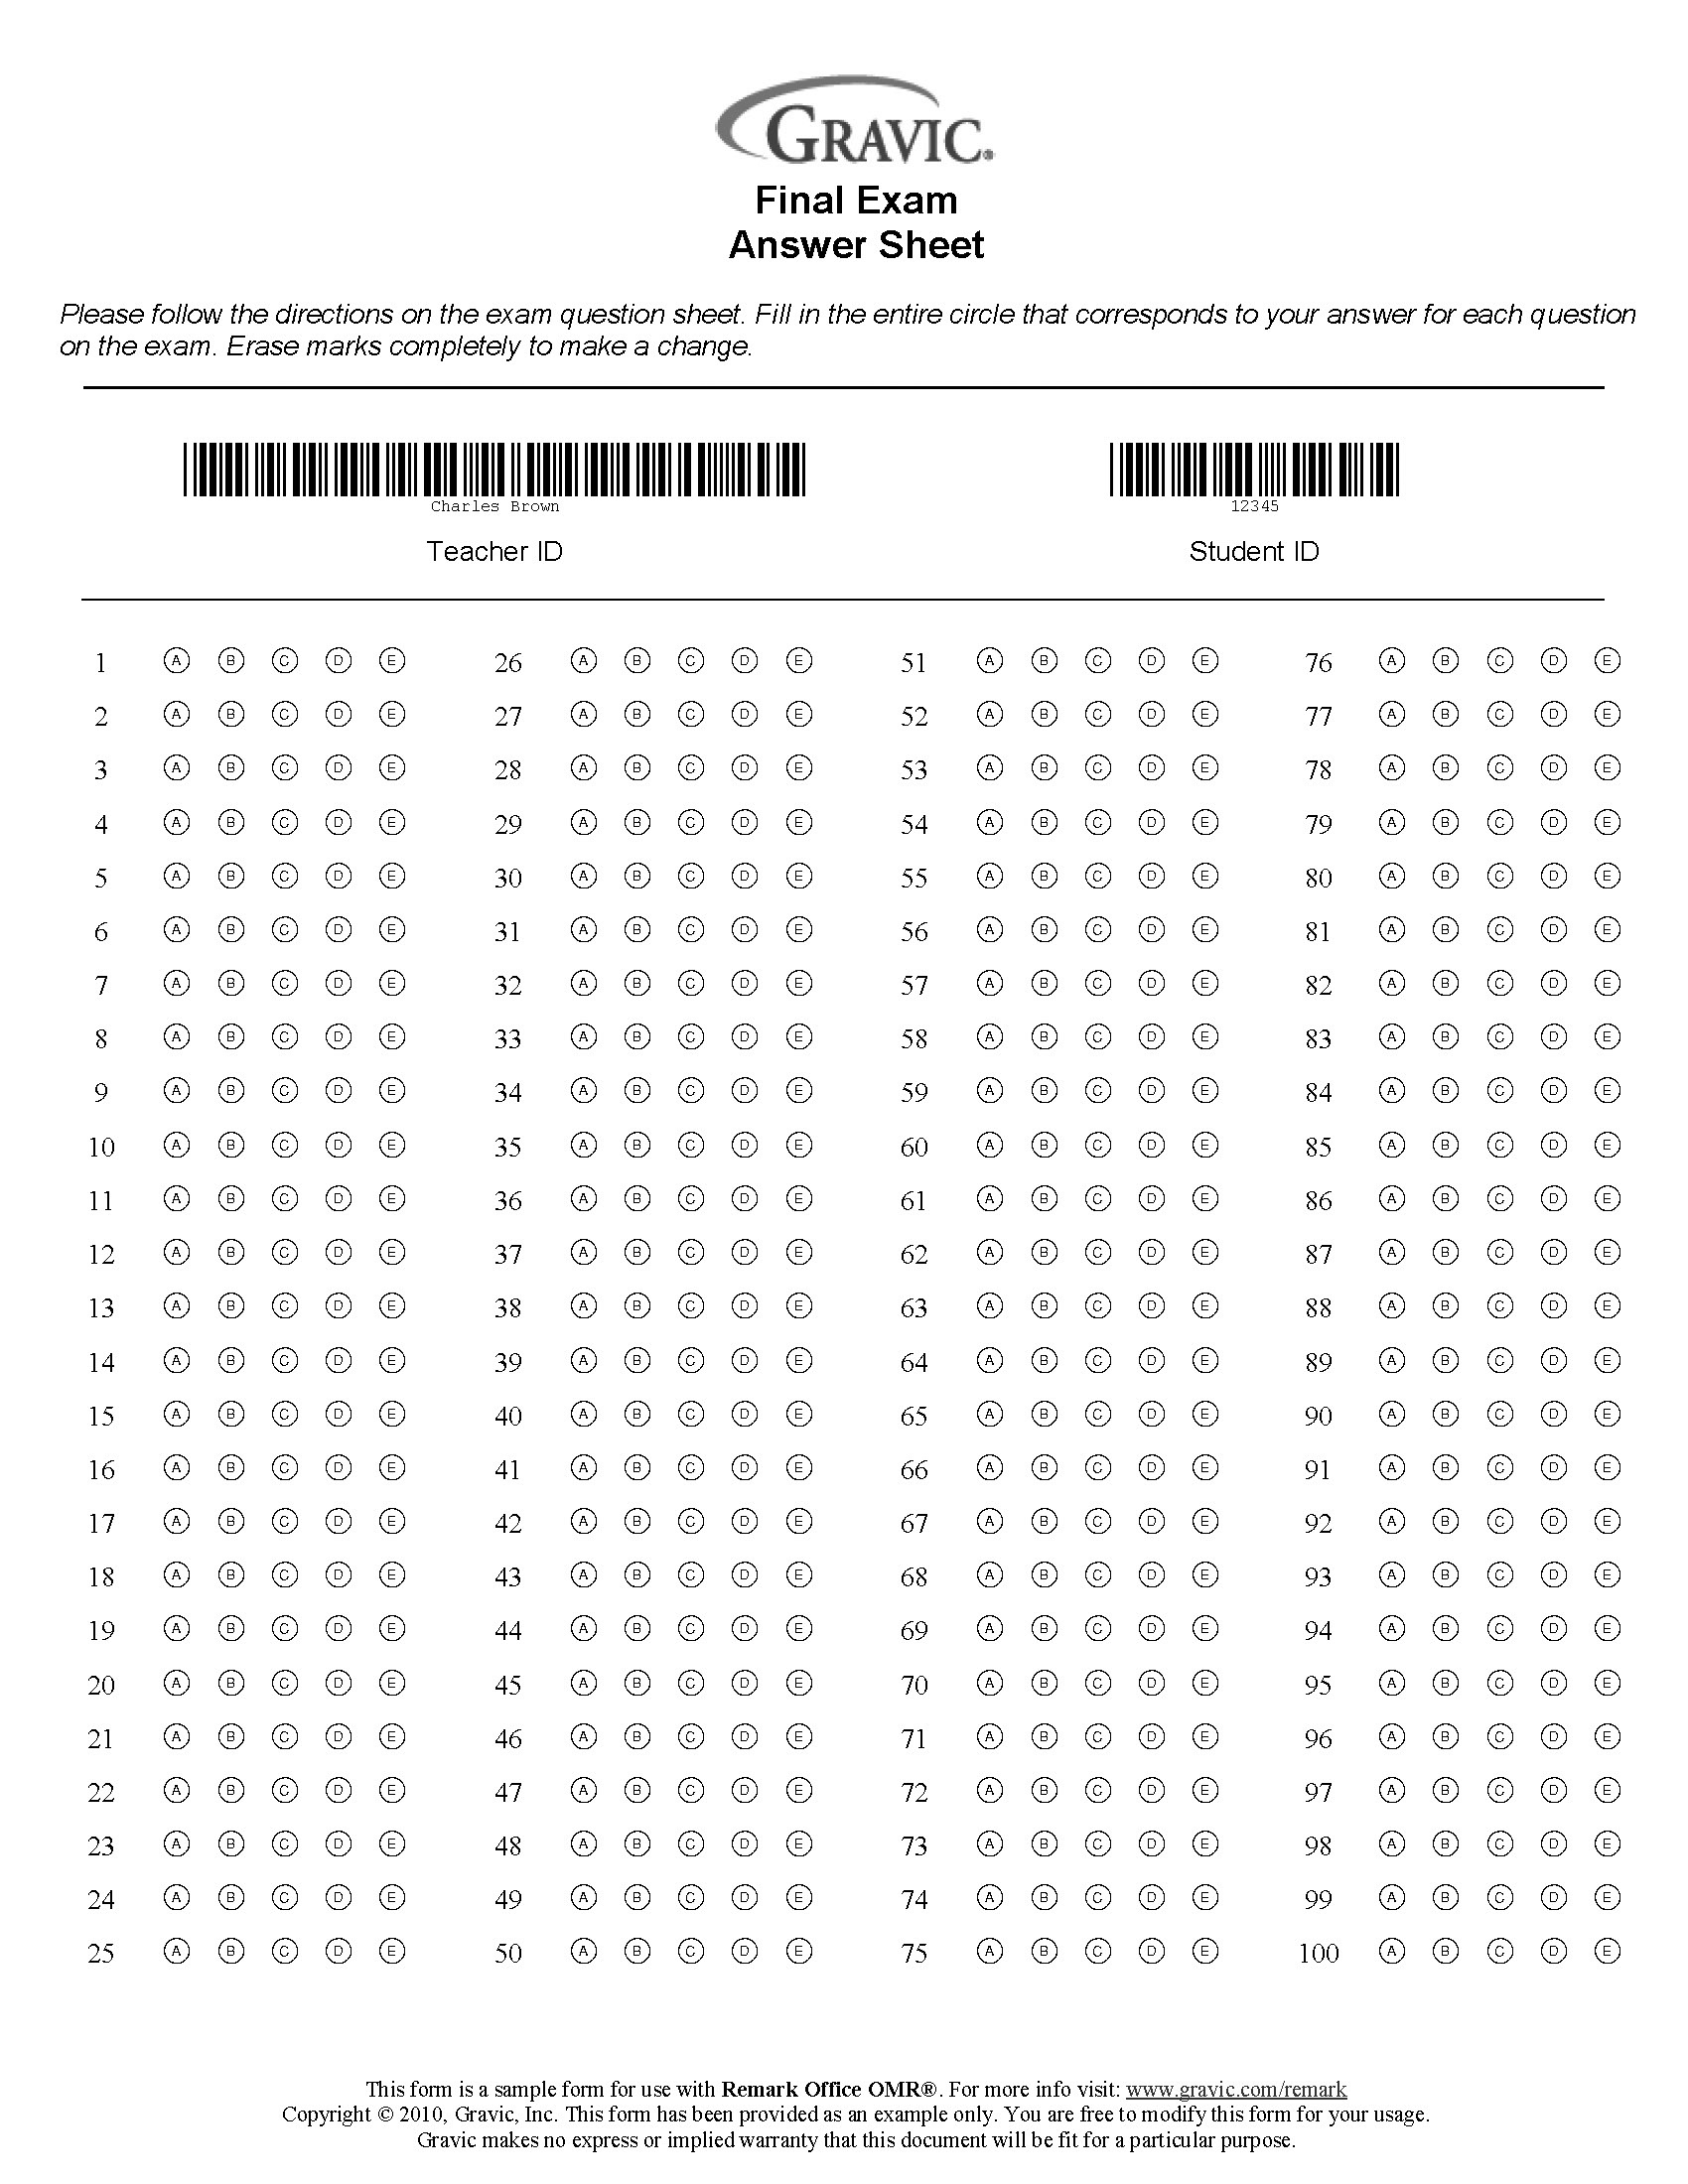 GRAVIC®
Final Exam
Answer Sheet
Please follow the directions on the exam question sheet. Fill in the entire circle that corresponds to your answer for each question
on the exam. Erase marks completely to make a change.
Charles Brown 12345
Teacher ID Student ID
1 A B C D E 26 A B C D E 51 A B C D E 76 A B C D E
2 A B C D E 27 A B C D E 52 A B C D E 77 A B C D E
3 A B C D E 28 A B C D E 53 A B C D E 78 A B C D E
4 A B C D E 29 A B C D E 54 A B C D E 79 A B C D E
5 A B C D E 30 A B C D E 55 A B C D E 80 A B C D E
6 A B C D E 31 A B C D E 56 A B C D E 81 A B C D E
7 A B C D E 32 A B C D E 57 A B C D E 82 A B C D E
8 A B C D E 33 A B C D E 58 A B C D E 83 A B C D E
9 A B C D E 34 A B C D E 59 A B C D E 84 A B C D E
10 A B C D E 35 A B C D E 60 A B C D E 85 A B C D E
11 A B C D E 36 A B C D E 61 A B C D E 86 A B C D E
12 A B C D E 37 A B C D E 62 A B C D E 87 A B C D E
13 A B C D E 38 A B C D E 63 A B C D E 88 A B C D E
14 A B C D E 39 A B C D E 64 A B C D E 89 A B C D E
15 A B C D E 40 A B C D E 65 A B C D E 90 A B C D E
16 A B C D E 41 A B C D E 66 A B C D E 91 A B C D E
17 A B C D E 42 A B C D E 67 A B C D E 92 A B C D E
18 A B C D E 43 A B C D E 68 A B C D E 93 A B C D E
19 A B C D E 44 A B C D E 69 A B C D E 94 A B C D E
20 A B C D E 45 A B C D E 70 A B C D E 95 A B C D E
21 A B C D E 46 A B C D E 71 A B C D E 96 A B C D E
22 A B C D E 47 A B C D E 72 A B C D E 97 A B C D E
23 A B C D E 48 A B C D E 73 A B C D E 98 A B C D E
24 A B C D E 49 A B C D E 74 A B C D E 99 A B C D E
25 A B C D E 50 A B C D E 75 A B C D E 100 A B C D E
This form is a sample form for use with Remark Office OMR®. For more info visit: www.gravic.com/remark
Copyright © 2010, Gravic, Inc. This form has been provided as an example only. You are free to modify this form for your usage.
Gravic makes no express or implied warranty that this document will be fit for a particular purpose.